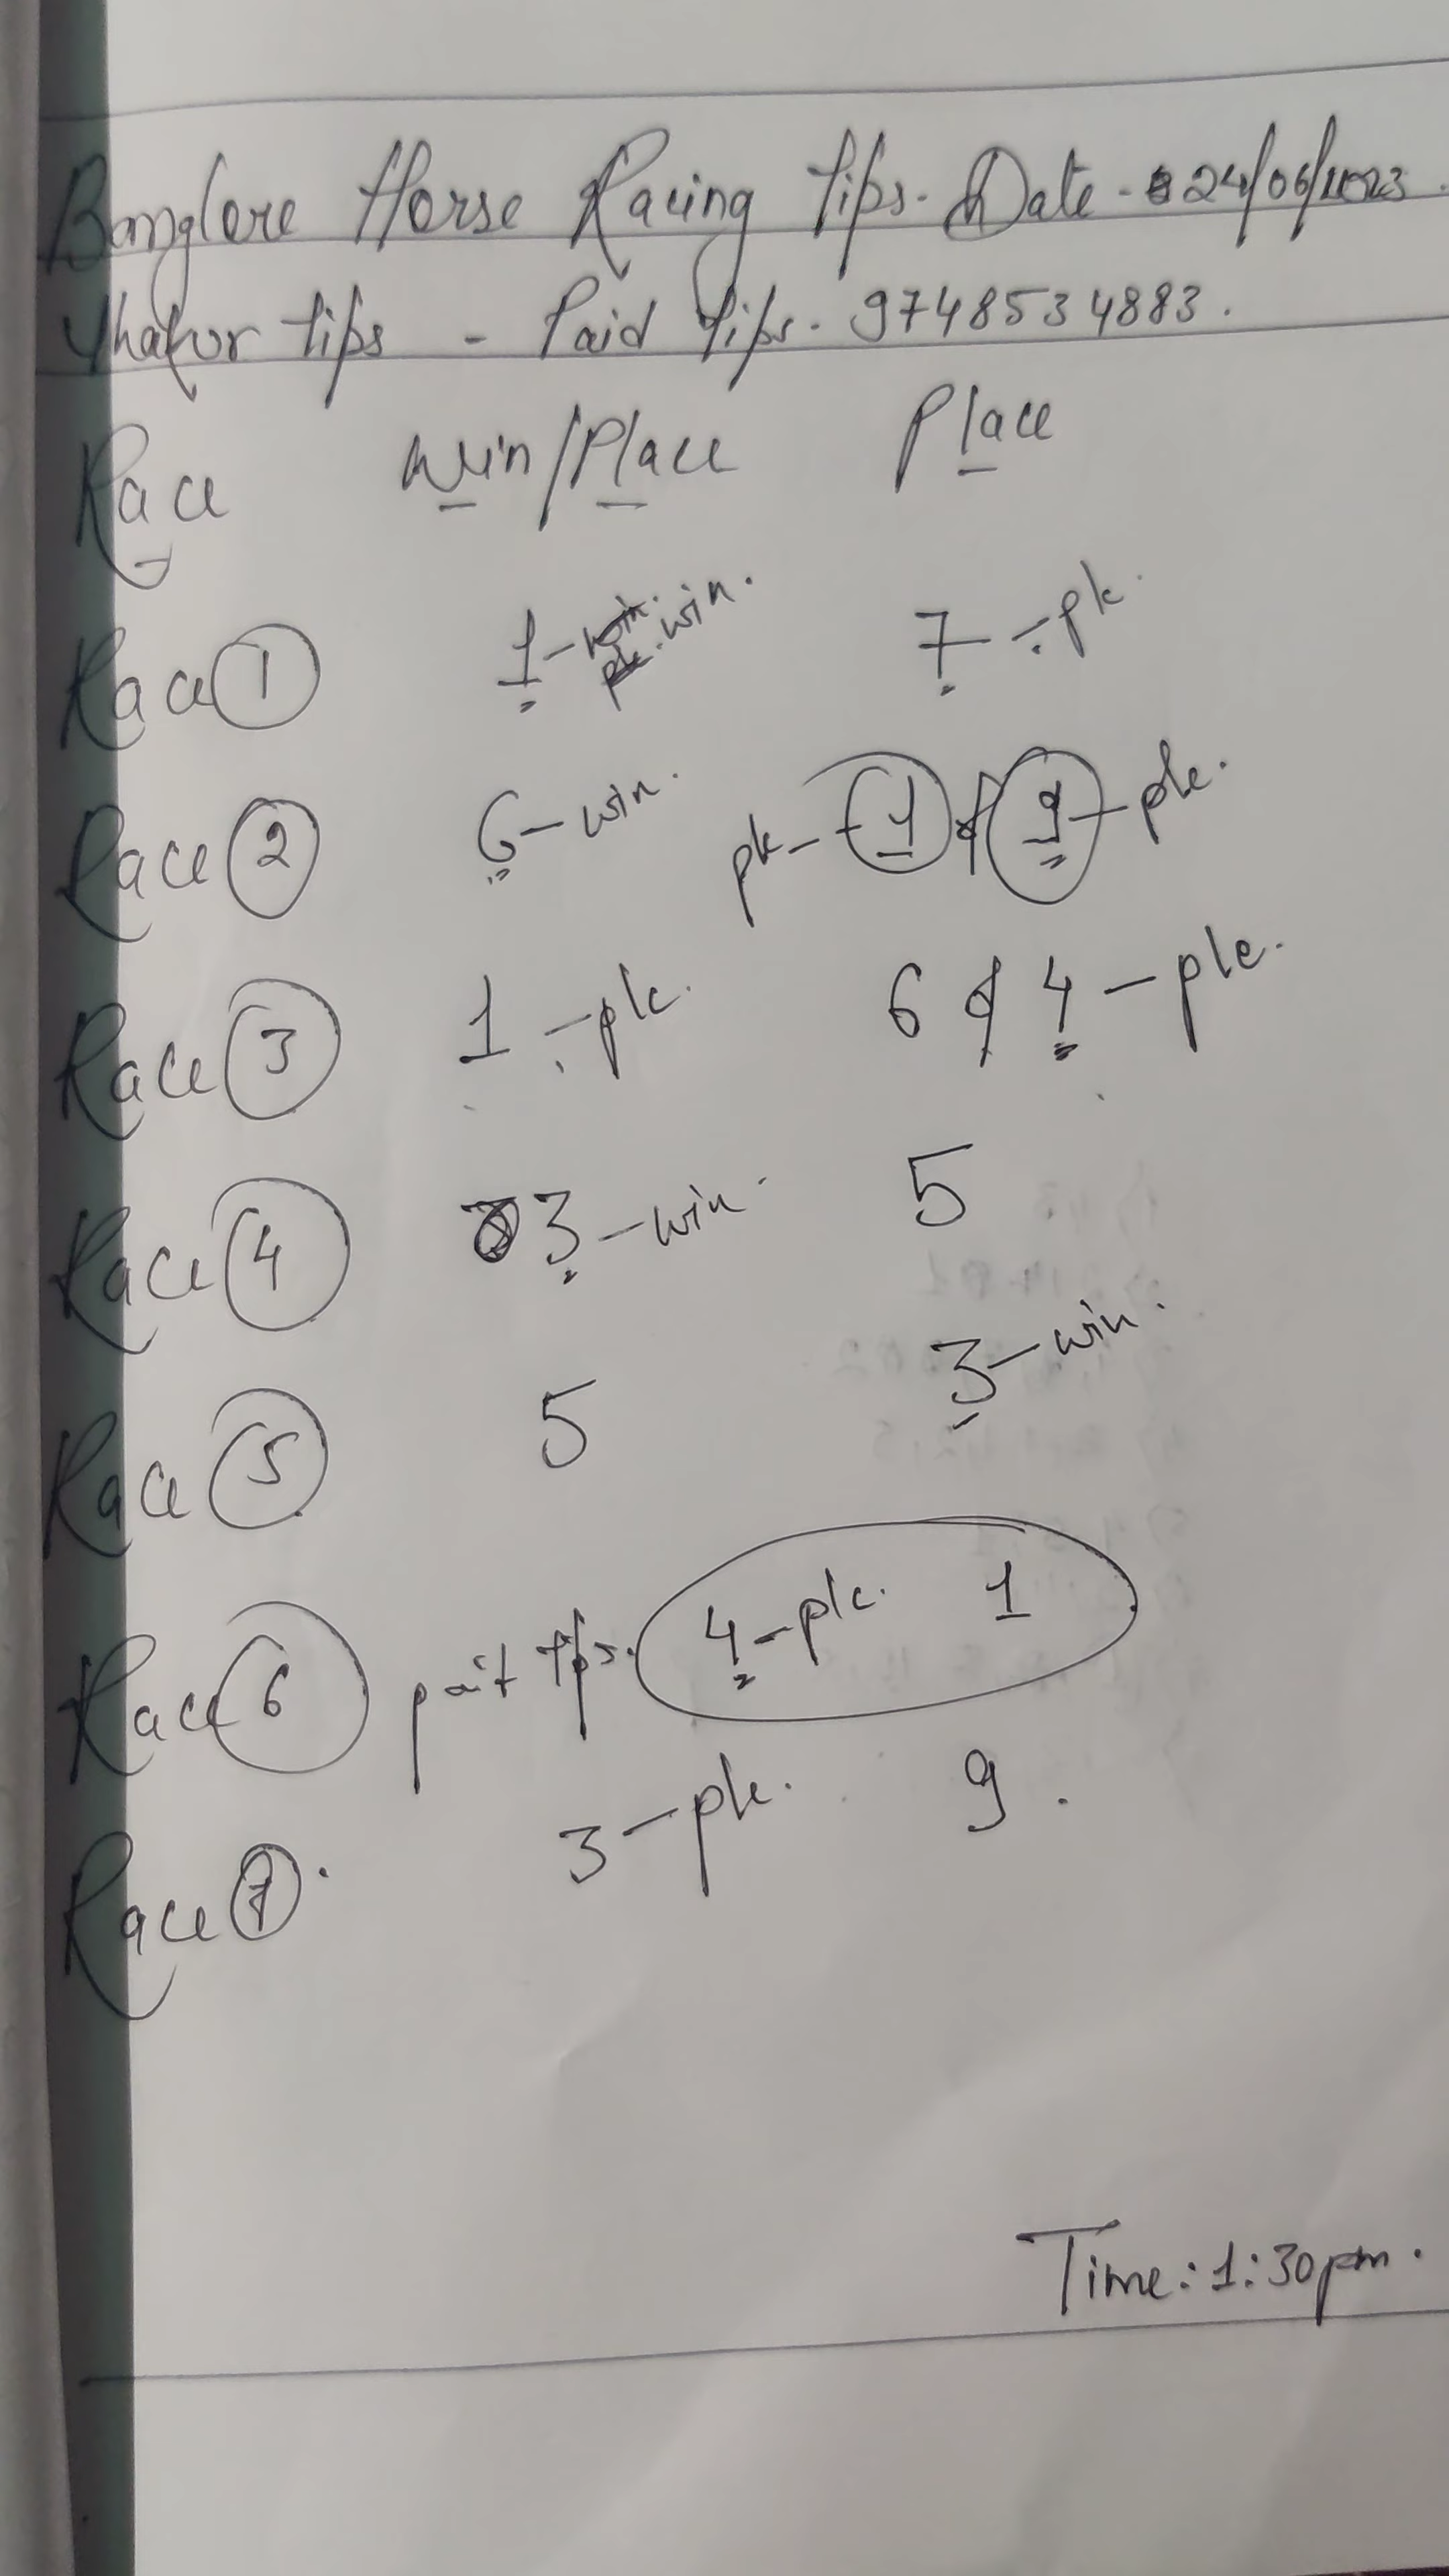 Banglore Horse Racing tips. Date - 24/06/2023.
Thakur tips - Paid tips. 9748534883.
Race Win/Place Place
Race 1 1 - win. 7 - plc.
Race 2 6 - win. plc - 1 & 9 - plc.
Race 3 1 - plc. 6 & 4 - plc.
Race 4 3 - win. 5
Race 5 5 3 - win.
Race 6 paid tips. 4 - plc. 1
Race 7. 3 - plc. 9.
Time: 1:30pm.